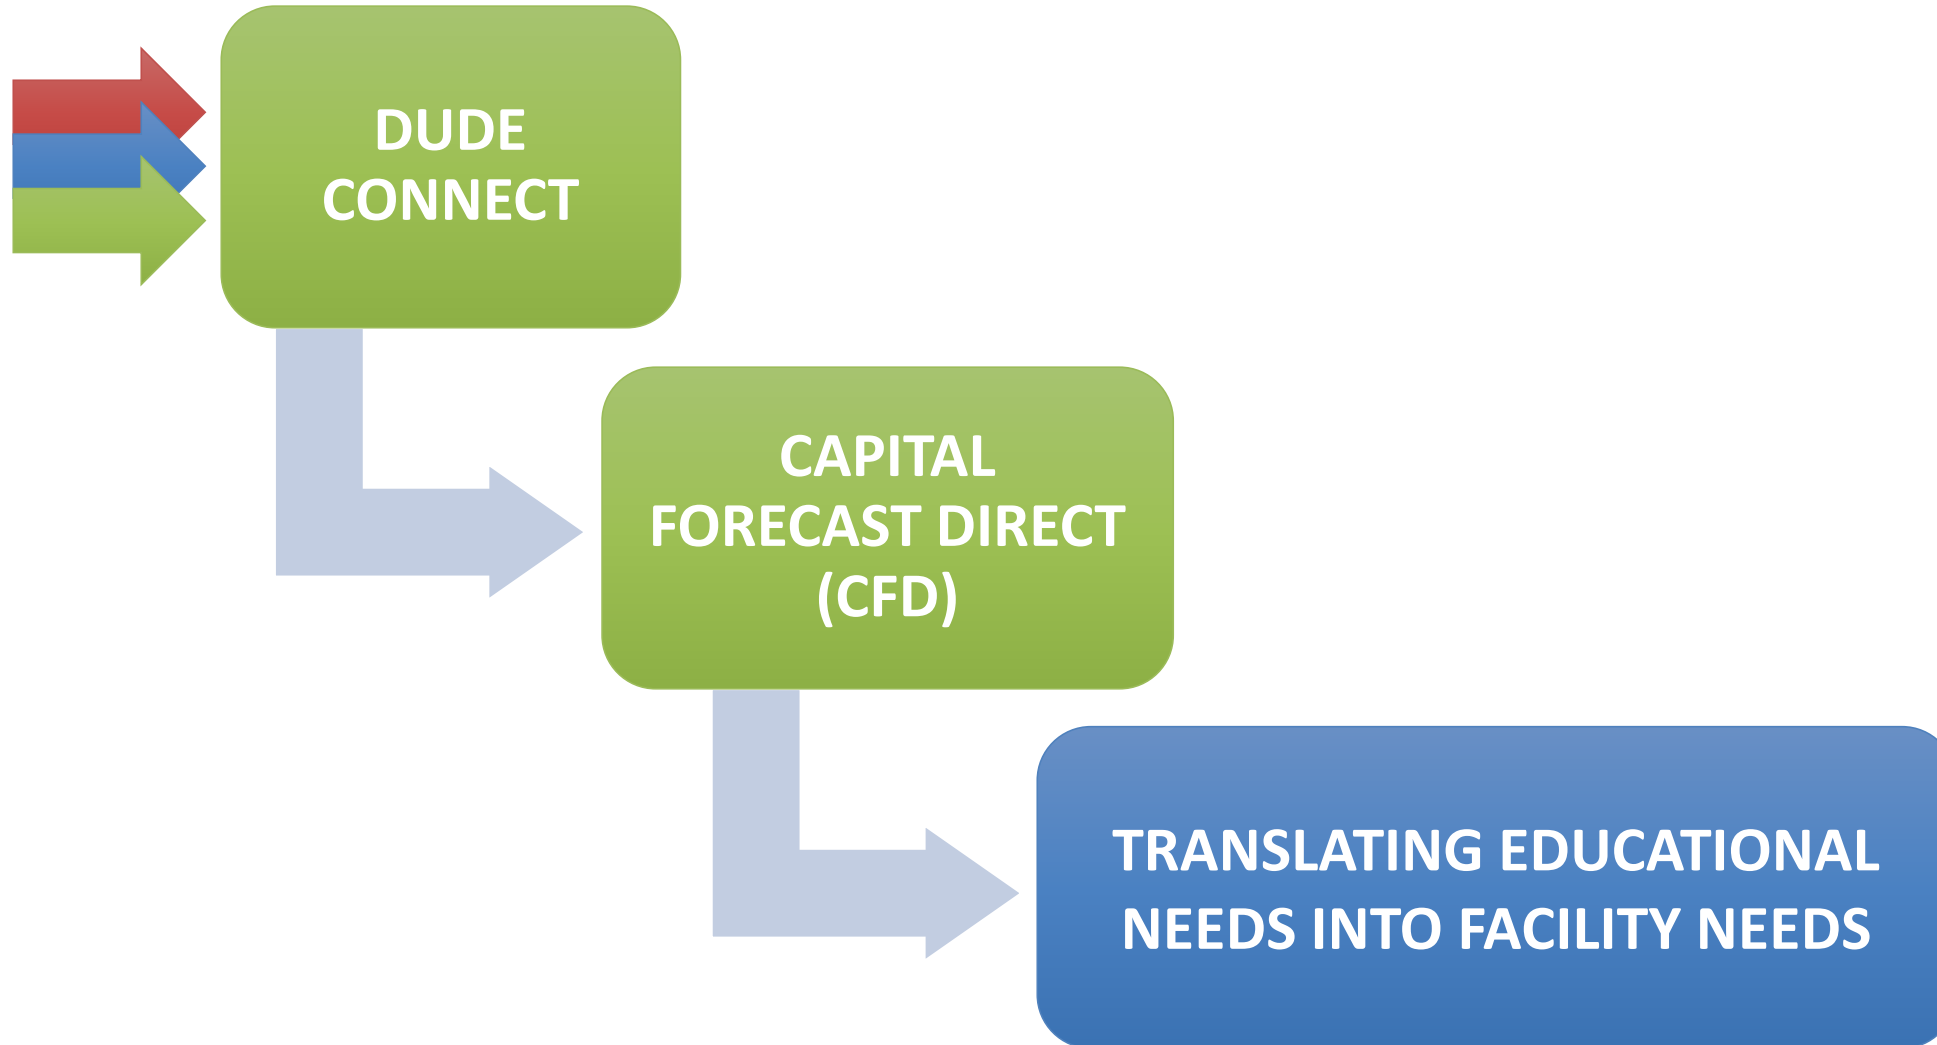 DUDE
CONNECT
CAPITAL
FORECAST DIRECT
(CFD)
TRANSLATING EDUCATIONAL
NEEDS INTO FACILITY NEEDS